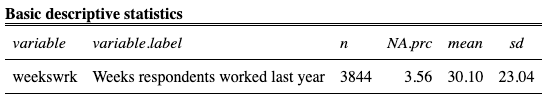 Basic descriptive statistics
variable variable.label n NA.prc mean sd
weekswrk Weeks respondents worked last year 3844 3.56 30.10 23.04